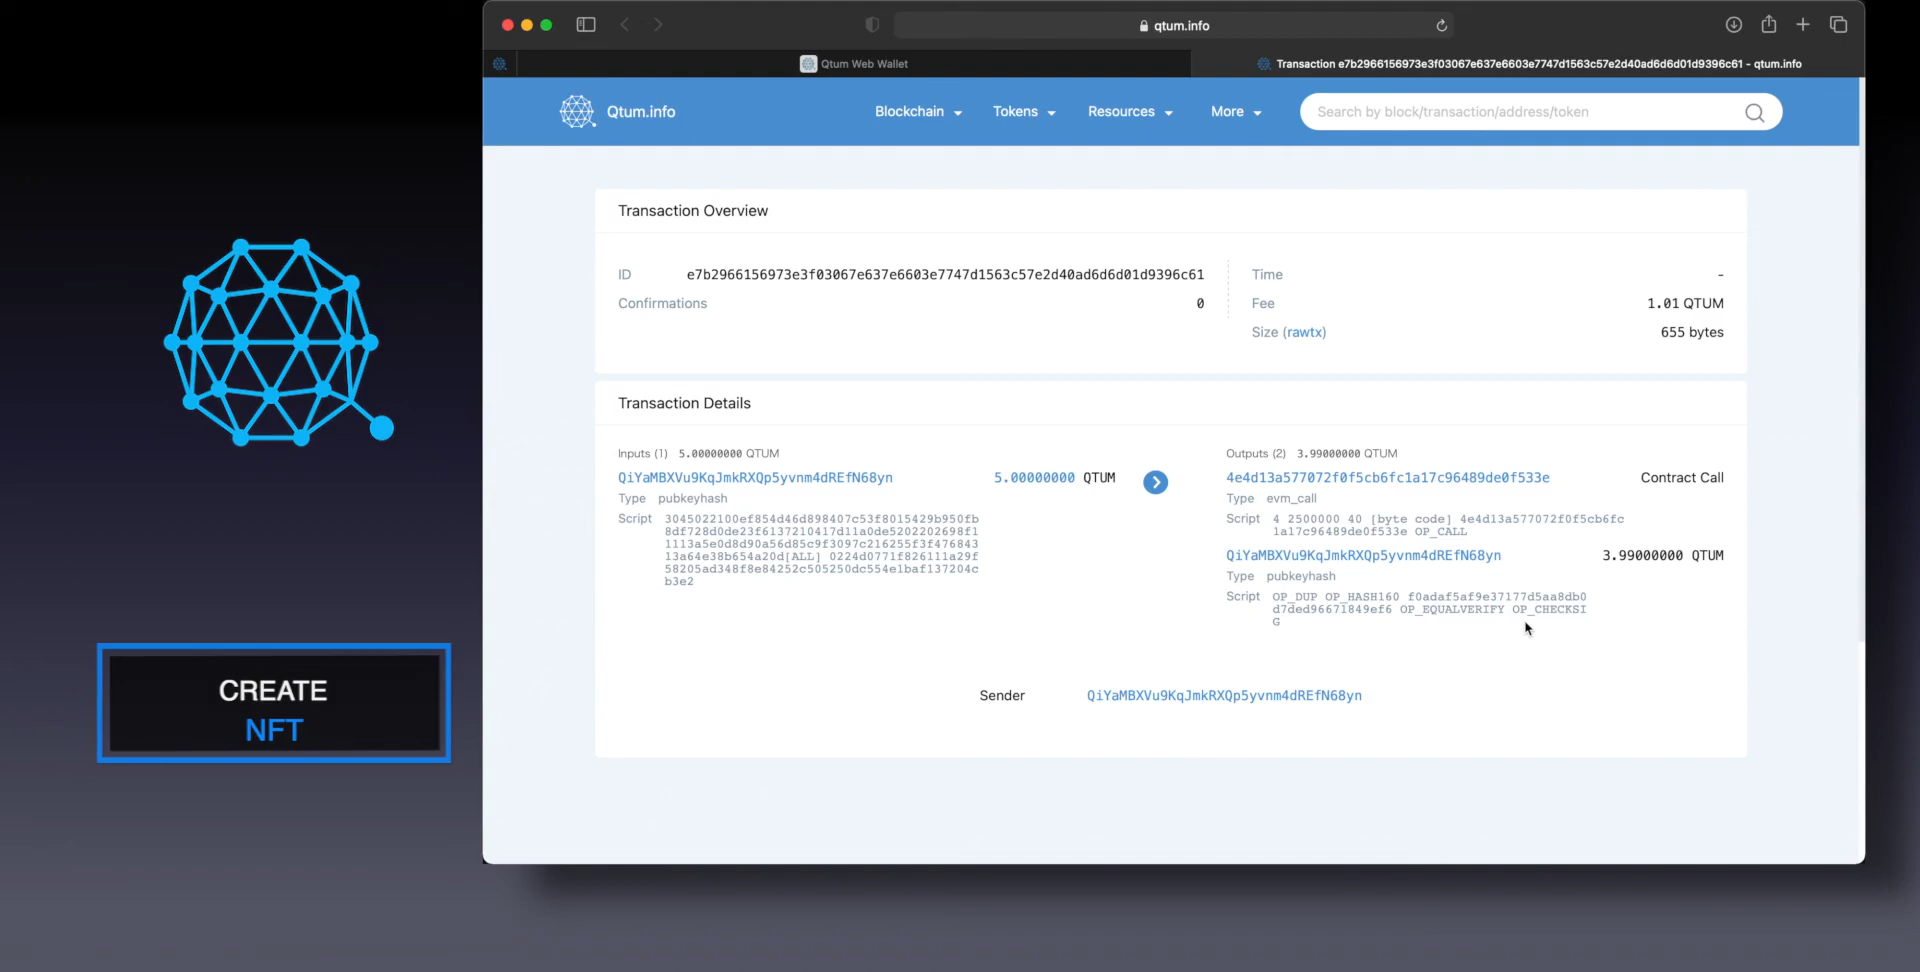 qtum.info
Qtum Web Wallet
Transaction e7b2966156973e3f03067e637e6603e7747d1563c57e2d40ad6d6d01d9396c61 - qtum.info
Qtum.info
Blockchain
Tokens
Resources
More
Search by block/transaction/address/token
Transaction Overview
ID e7b2966156973e3f03067e637e6603e7747d1563c57e2d40ad6d6d01d9396c61
Confirmations 0
Time -
Fee 1.01 QTUM
Size (rawtx) 655 bytes
Transaction Details
Inputs (1) 5.00000000 QTUM
QiYaMBXVu9KqJmkRXQp5yvnm4dREfN68yn 5.00000000 QTUM
Type pubkeyhash
Script 3045022100ef854d46d898407c53f8015429b950fb
8df728d0de23f6137210417d11a0de5202202698f1
1113a5e0d8d90a56d85c9f3097c216255f3f476843
13a64e38b654a20d[ALL] 0224d0771f826111a29f
58205ad348f8e84252c505250dc554e1baf137204c
b3e2
Outputs (2) 3.99000000 QTUM
4e4d13a577072f0f5cb6fc1a17c96489de0f533e Contract Call
Type evm_call
Script 4 2500000 40 [byte code] 4e4d13a577072f0f5cb6fc
1a17c96489de0f533e OP_CALL
QiYaMBXVu9KqJmkRXQp5yvnm4dREfN68yn 3.99000000 QTUM
Type pubkeyhash
Script OP_DUP OP_HASH160 f0adaf5af9e37177d5aa8db0
d7ded96671849ef6 OP_EQUALVERIFY OP_CHECKSI
G
Sender QiYaMBXVu9KqJmkRXQp5yvnm4dREfN68yn
CREATE
NFT